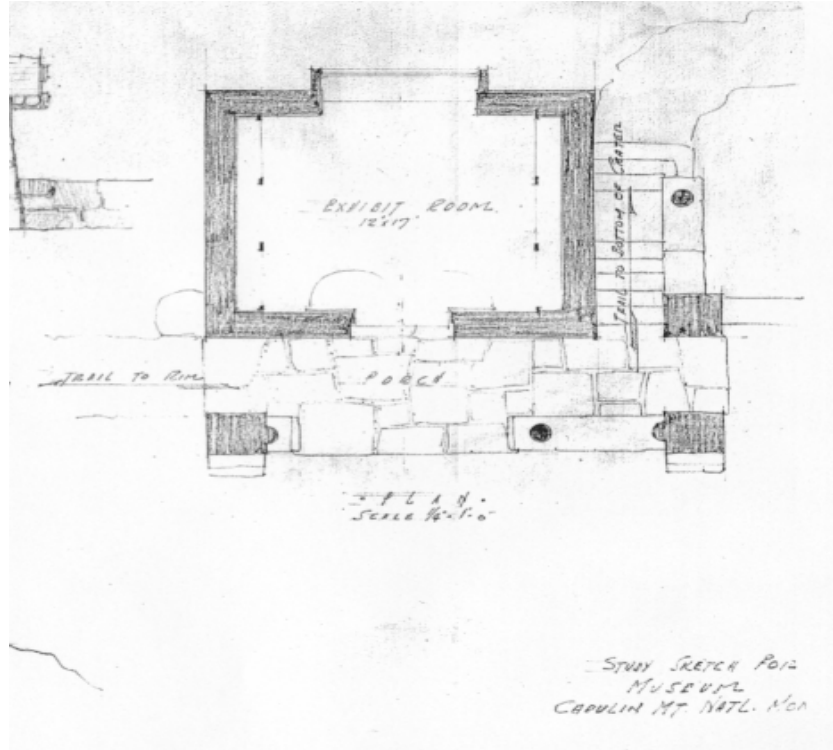 EXHIBIT ROOM
12'x17'
TRAIL TO BOTTOM OF CRATER
TRAIL TO RIM
PORCH
· P L A N ·
SCALE 1/4"=1'-0"
STUDY SKETCH FOR
MUSEUM
CAPULIN MT. NATL. MON